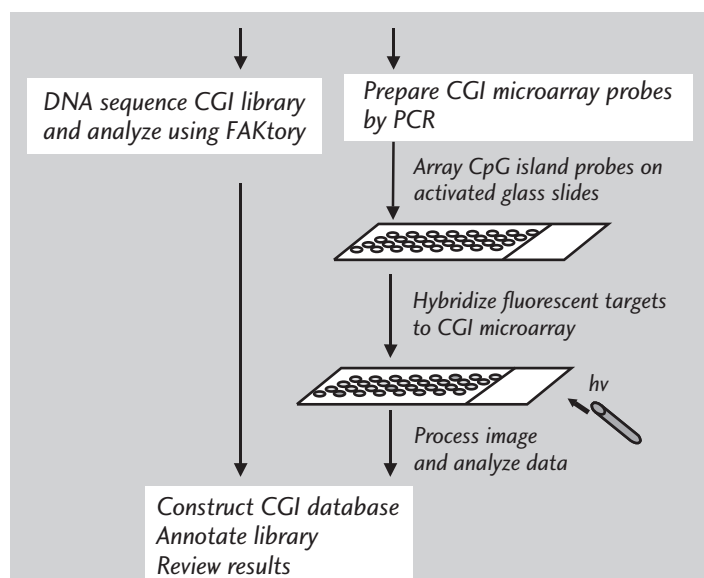 DNA sequence CGI library
and analyze using FAKtory
Prepare CGI microarray probes
by PCR
Array CpG island probes on
activated glass slides
Hybridize fluorescent targets
to CGI microarray
hv
Process image
and analyze data
Construct CGI database
Annotate library
Review results